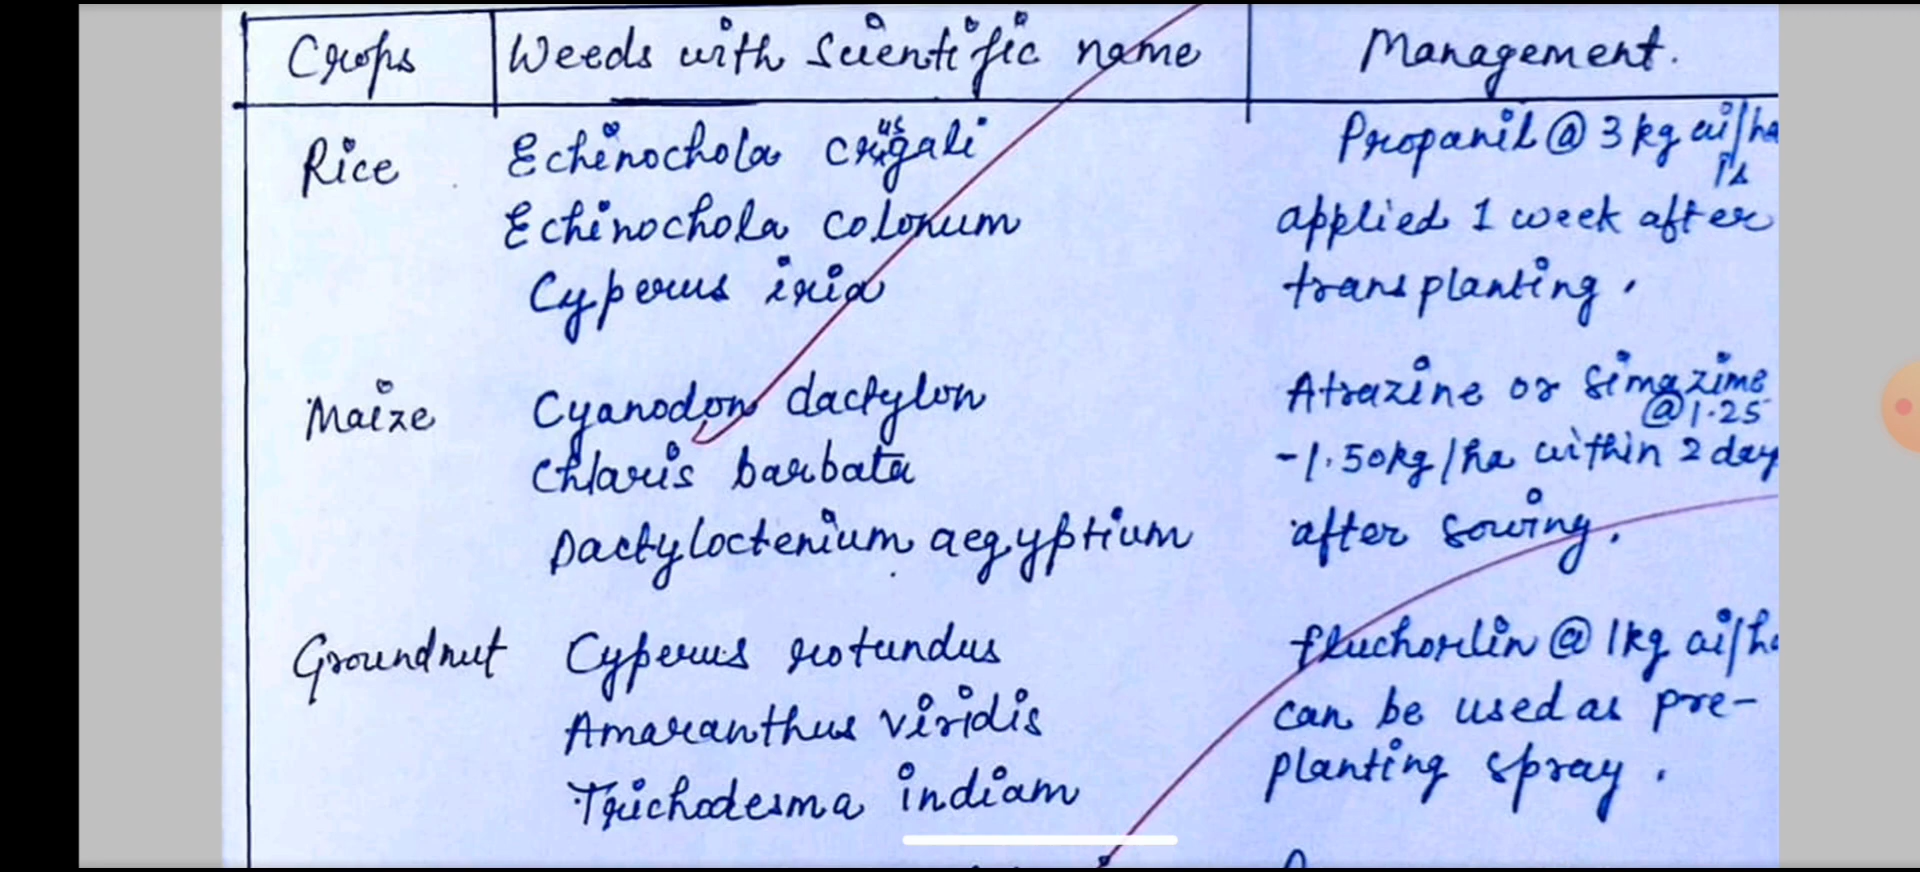 Crops Weeds with Scientific name Management.
Rice Echinochola crusgali Propanil @ 3 kg ai/ha is
Echinochola colonum applied 1 week after
Cyperus iria transplanting.
Maize Cyanodon dactylon Atrazine or Simazime @ 1.25
Chlaris barbata -1.50kg/ha within 2 day
Dactyloctenium aegyptium after sowing.
Groundnut Cyperus rotundus fluchorlin @ 1kg ai/ha
Amaranthus viridis can be used as pre-
Trichodesma indiam planting spray.